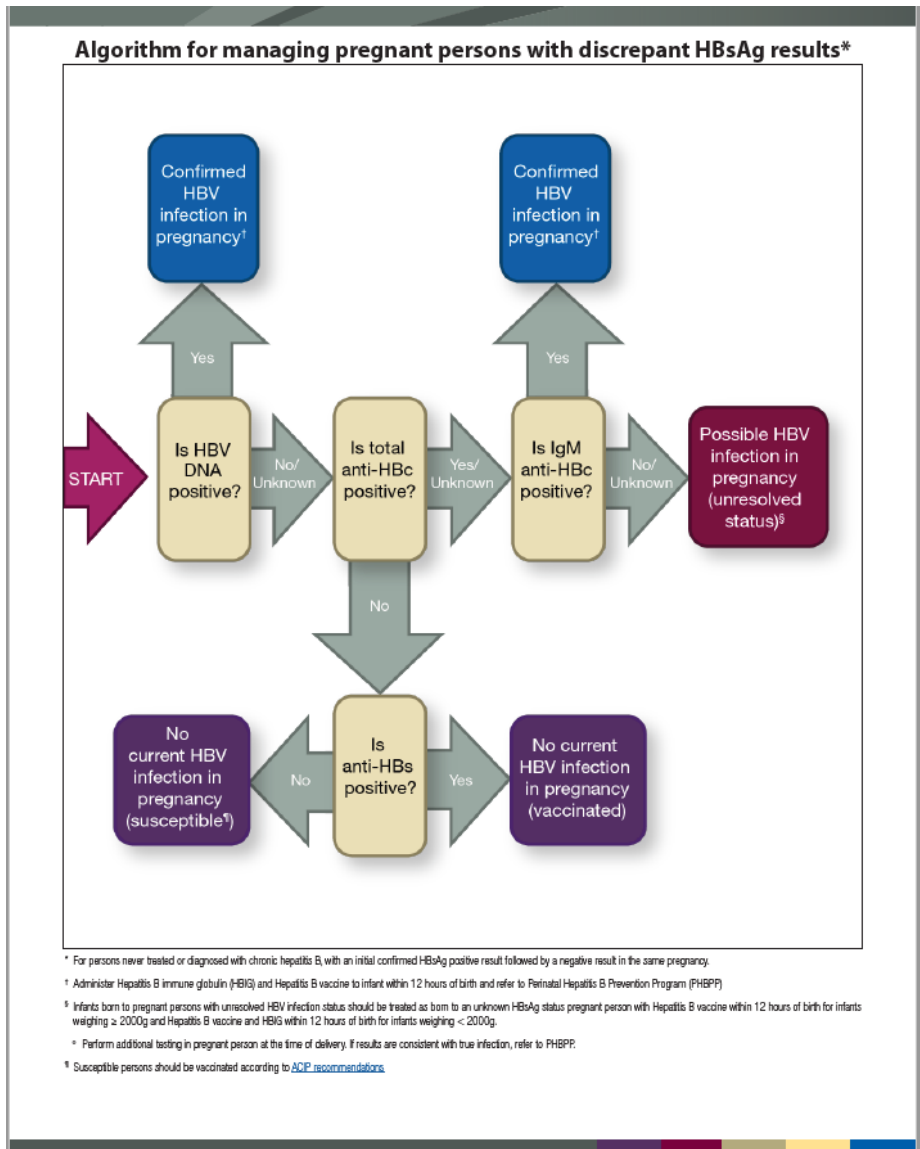 Algorithm for managing pregnant persons with discrepant HBsAg results*
Confirmed
HBV
infection in
pregnancy†
Confirmed
HBV
infection in
pregnancy†
Yes
Yes
START
Is HBV
DNA
positive?
No/
Unknown
Is total
anti-HBc
positive?
Yes/
Unknown
Is IgM
anti-HBc
positive?
No/
Unknown
Possible HBV
infection in
pregnancy
(unresolved
status)§
No
No
current HBV
infection in
pregnancy
(susceptible¶)
No
Is
anti-HBs
positive?
Yes
No current
HBV infection
in pregnancy
(vaccinated)
* For persons never treated or diagnosed with chronic hepatitis B, with an initial confirmed HBsAg positive result followed by a negative result in the same pregnancy.
† Administer Hepatitis B immune globulin (HBIG) and Hepatitis B vaccine to infant within 12 hours of birth and refer to Perinatal Hepatitis B Prevention Program (PHBPP)
§ Infants born to pregnant persons with unresolved HBV infection status should be treated as born to an unknown HBsAg status pregnant person with Hepatitis B vaccine within 12 hours of birth for infants
weighing ≥ 2000g and Hepatitis B vaccine and HBIG within 12 hours of birth for infants weighing < 2000g.
° Perform additional testing in pregnant person at the time of delivery. If results are consistent with true infection, refer to PHBPP.
¶ Susceptible persons should be vaccinated according to ACIP recommendations